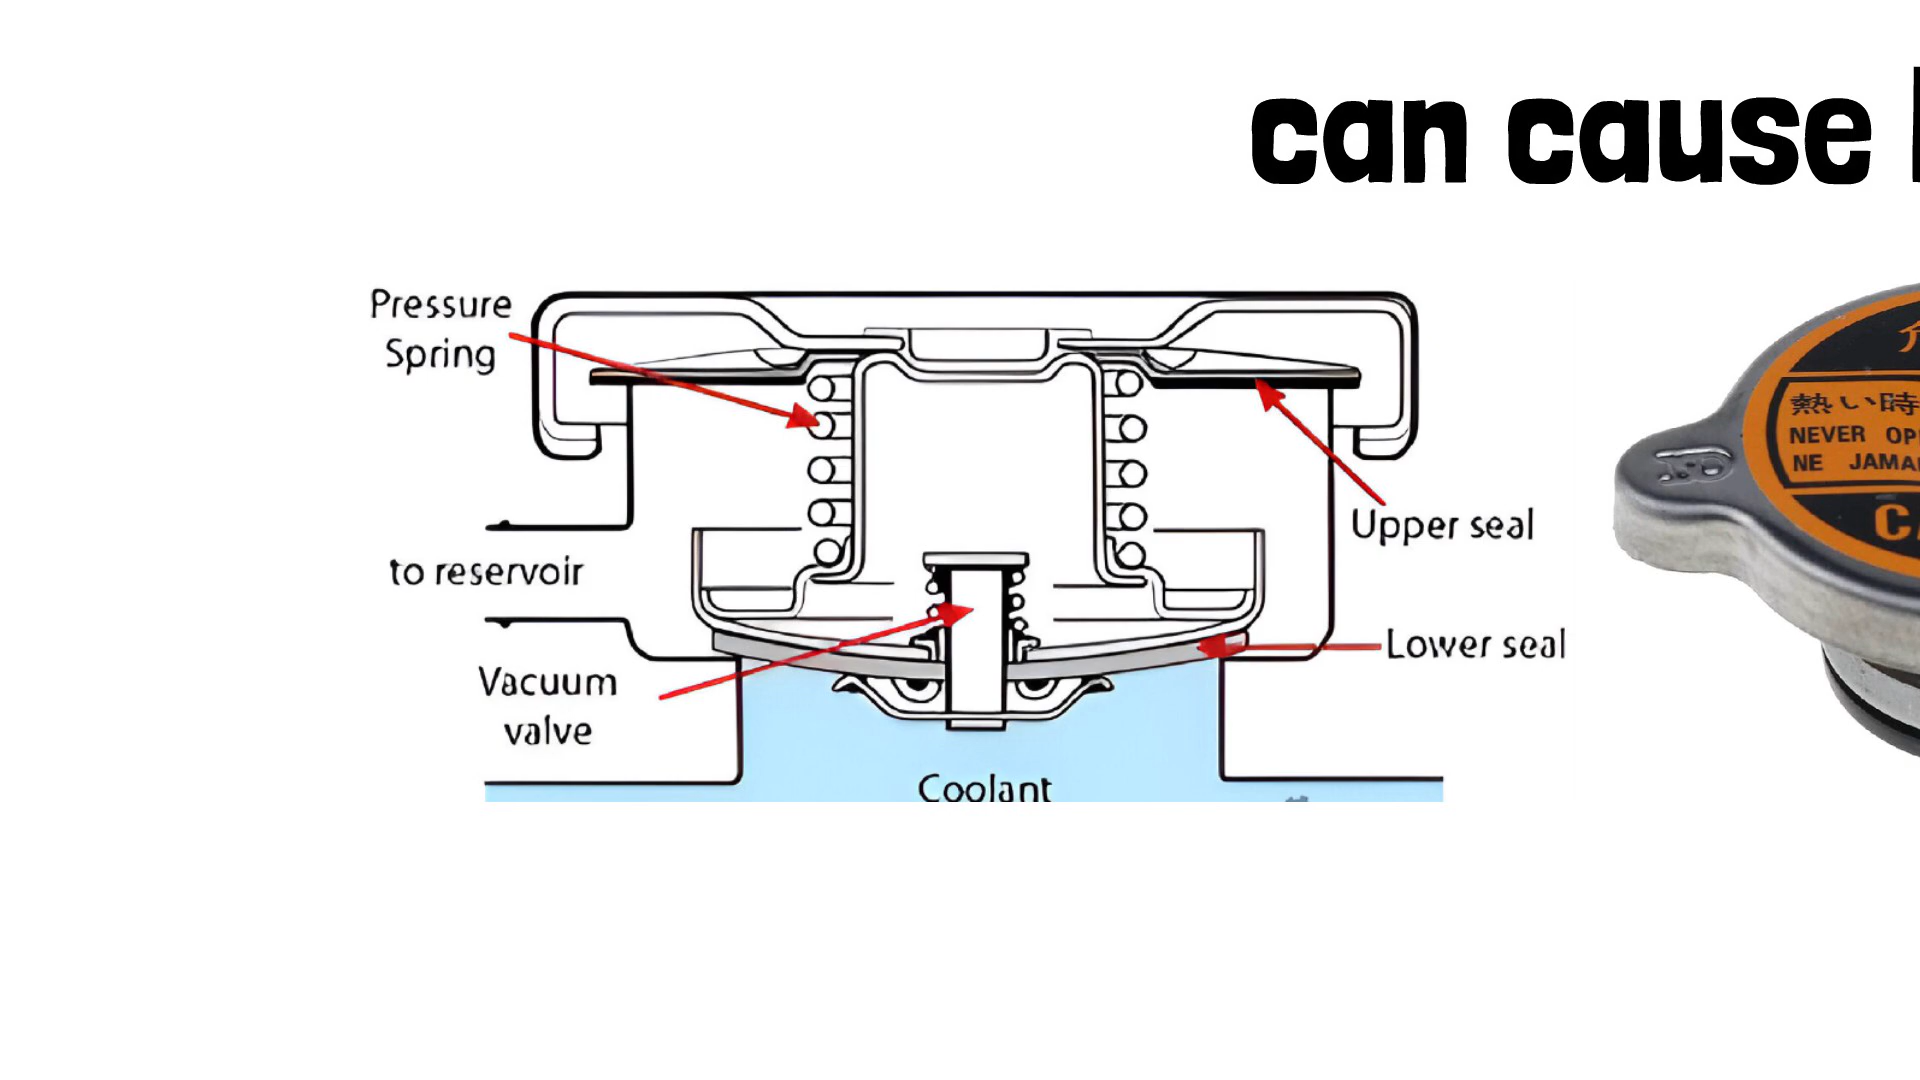 can cause
Pressure
Spring
to reservoir
Vacuum
valve
Upper seal
Lower seal
Coolant
熱い時
NEVER
NE